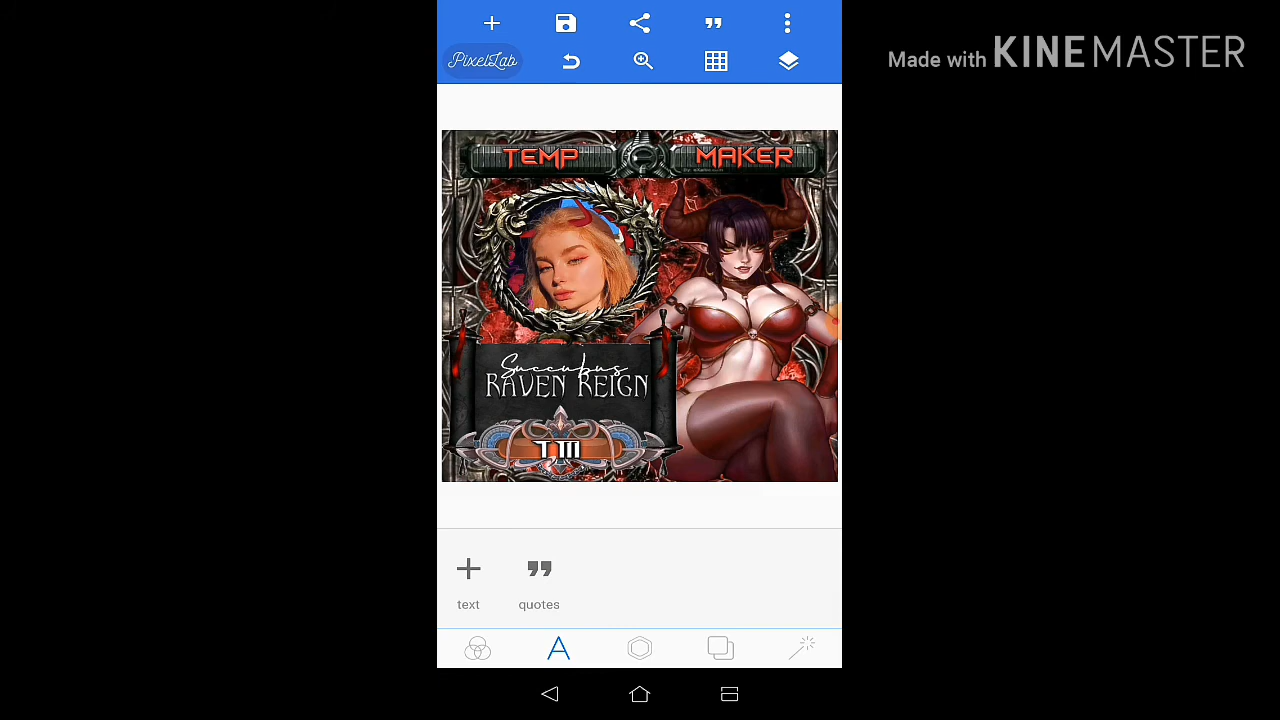 Made with KINEMASTER
PixelLab
TEMP MAKER
Succubus
RAVEN REIGN
TM
text quotes